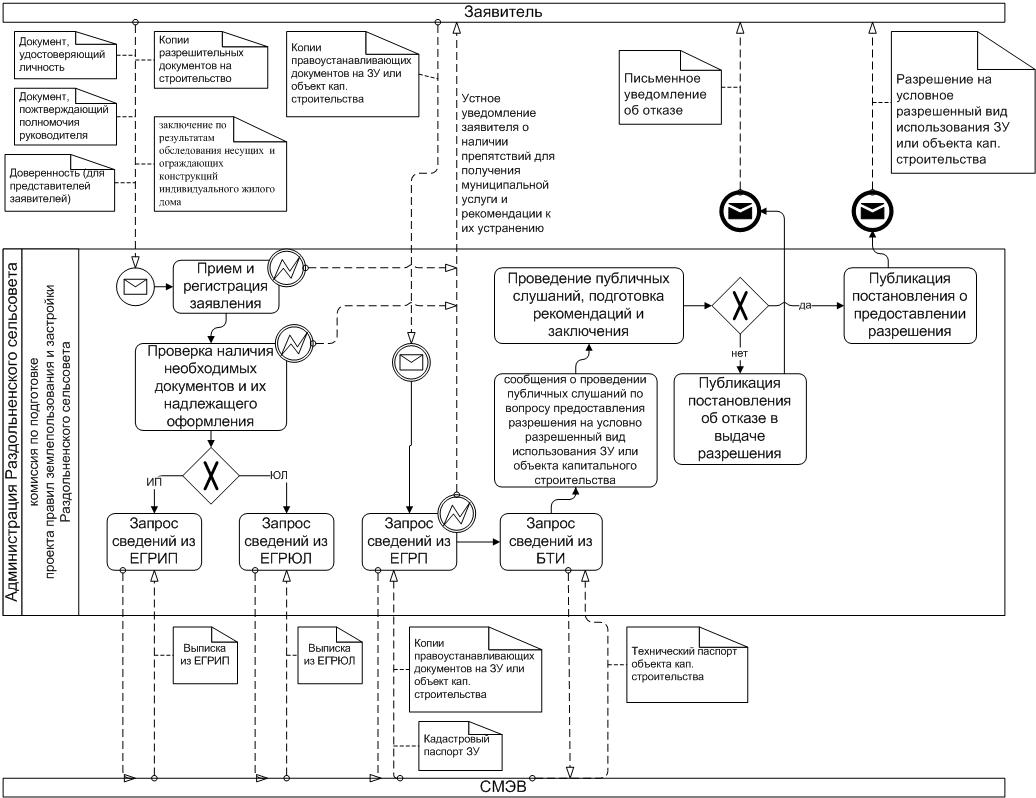 Заявитель
Документ,
удостоверяющий
личность
Копии
разрешительных
документов на
строительство
Копии
правоустанавливающих
документов на ЗУ или
объект кап.
строительства
Документ,
пожтверждающий
полномочия
руководителя
заключение по
результатам
обследования несущих и
ограждающих
конструкций
индивидуального жилого
дома
Доверенность (для
представителей
заявителей)
Устное
уведомление
заявителя о
наличии
препятствий для
получения
муниципальной
услуги и
рекомендации к
их устранению
Письменное
уведомление
об отказе
Разрешение на
условное
разрешенный вид
использования ЗУ
или объекта кап.
строительства
Администрация Раздольненского сельсовета
комиссия по подготовке
проекта правил землепользования и застройки
Раздольненского сельсовета
Прием и
регистрация
заявления
Проверка наличия
необходимых
документов и их
надлежащего
оформления
ИП
ЮЛ
Запрос
сведений из
ЕГРИП
Запрос
сведений из
ЕГРЮЛ
Запрос
сведений из
ЕГРП
Запрос
сведений из
БТИ
сообщения о проведении
публичных слушаний по
вопросу предоставления
разрешения на условно
разрешенный вид
использования ЗУ или
объекта капитального
строительства
Проведение публичных
слушаний, подготовка
рекомендаций и
заключения
да
нет
Публикация
постановления о
предоставлении
разрешения
Публикация
постановления
об отказе в
выдаче
разрешения
Выписка
из ЕГРИП
Выписка
из ЕГРЮЛ
Копии
правоустанавливающих
документов на ЗУ или
объект кап.
строительства
Кадастровый
паспорт ЗУ
Технический паспорт
объекта кап.
строительства
СМЭВ